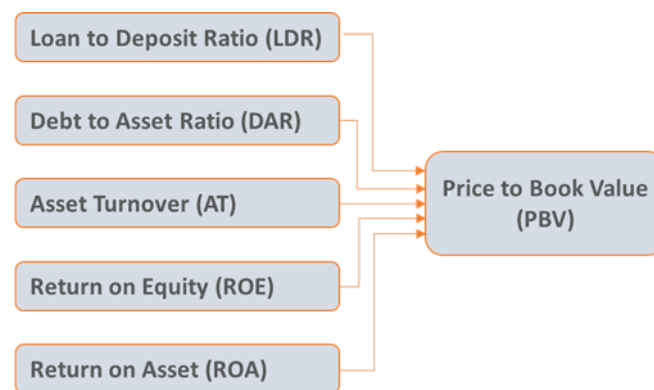 Loan to Deposit Ratio (LDR)
Debt to Asset Ratio (DAR)
Asset Turnover (AT)
Return on Equity (ROE)
Return on Asset (ROA)
Price to Book Value
(PBV)